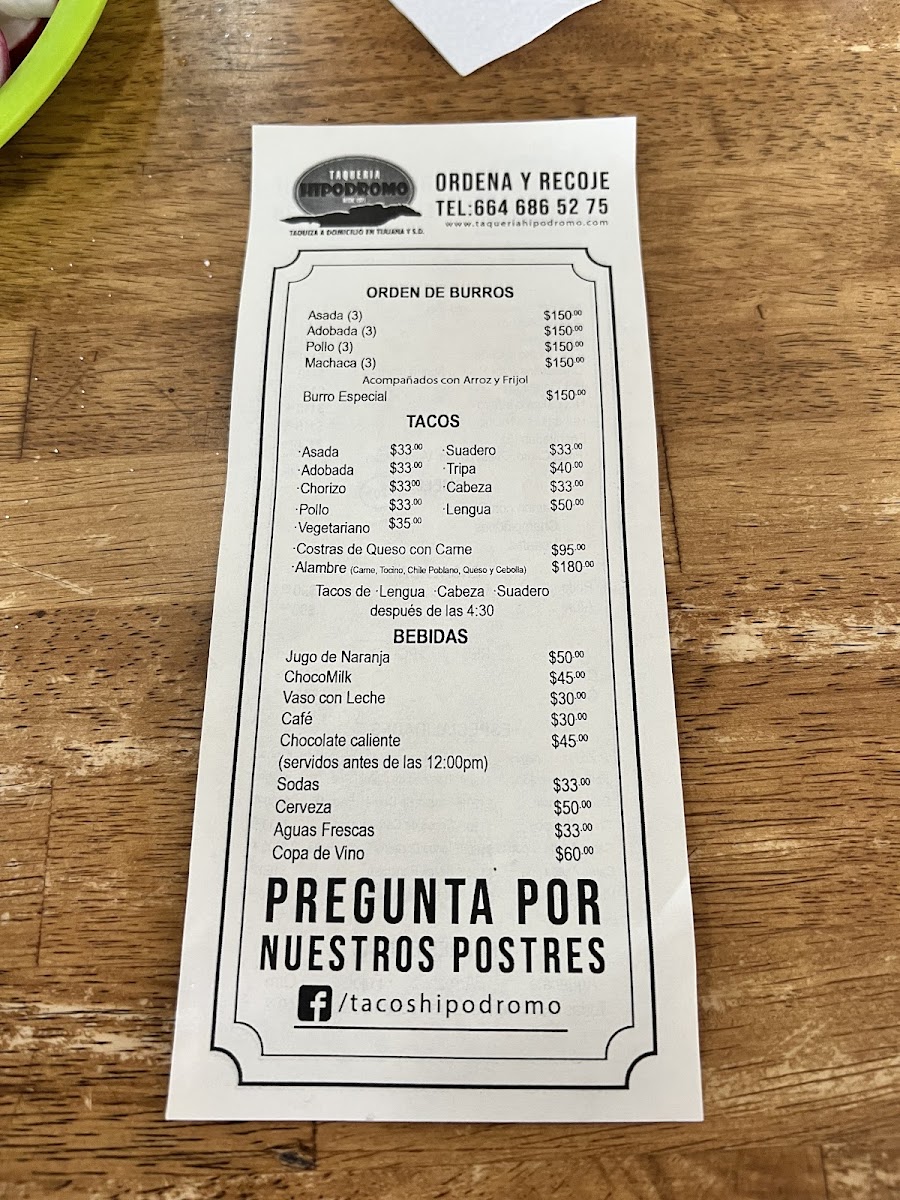 TAQUERIA
HIPODROMO
TAQUIZA A DOMICILIO EN TIJUANA Y S.D.
ORDENA Y RECOJE
TEL:664 686 52 75
www.taqueriahipodromo.com
ORDEN DE BURROS
Asada (3) $150.00
Adobada (3) $150.00
Pollo (3) $150.00
Machaca (3) $150.00
Acompañados con Arroz y Frijol
Burro Especial $150.00
TACOS
·Asada $33.00 ·Suadero $33.00
·Adobada $33.00 ·Tripa $40.00
·Chorizo $33.00 ·Cabeza $33.00
·Pollo $33.00 ·Lengua $50.00
·Vegetariano $35.00
·Costras de Queso con Carne $95.00
·Alambre (Carne, Tocino, Chile Poblano, Queso y Cebolla) $180.00
Tacos de ·Lengua ·Cabeza ·Suadero
después de las 4:30
BEBIDAS
Jugo de Naranja $50.00
ChocoMilk $45.00
Vaso con Leche $30.00
Café $30.00
Chocolate caliente $45.00
(servidos antes de las 12:00pm)
Sodas $33.00
Cerveza $50.00
Aguas Frescas $33.00
Copa de Vino $60.00
PREGUNTA POR
NUESTROS POSTRES
f/tacoshipodromo